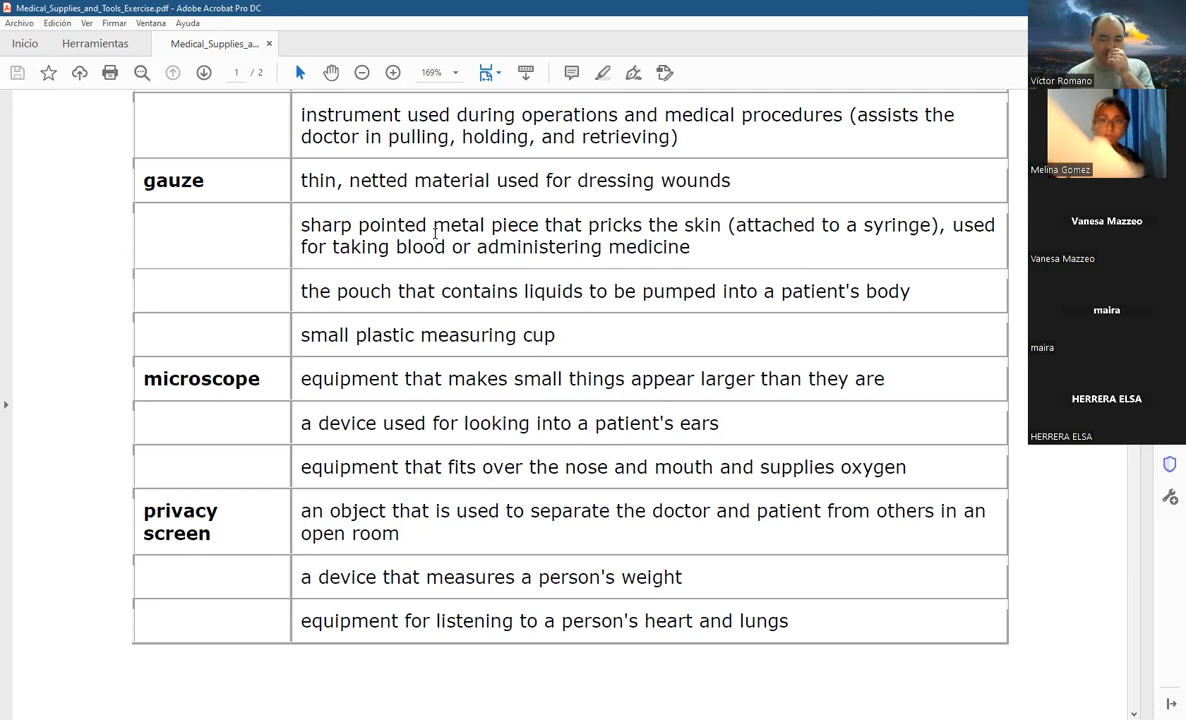 Medical_Supplies_and_Tools_Exercise.pdf - Adobe Acrobat Pro DC
Archivo Edición Ver Firmar Ventana Ayuda
Inicio Herramientas Medical_Supplies_a... ×
1 / 2 169%
instrument used during operations and medical procedures (assists the
doctor in pulling, holding, and retrieving)
gauze thin, netted material used for dressing wounds
sharp pointed metal piece that pricks the skin (attached to a syringe), used
for taking blood or administering medicine
the pouch that contains liquids to be pumped into a patient's body
small plastic measuring cup
microscope equipment that makes small things appear larger than they are
a device used for looking into a patient's ears
equipment that fits over the nose and mouth and supplies oxygen
privacy an object that is used to separate the doctor and patient from others in an
screen open room
a device that measures a person's weight
equipment for listening to a person's heart and lungs
Víctor Romano
Melina Gomez
Vanesa Mazzeo
Vanesa Mazzeo
maira
maira
HERRERA ELSA
HERRERA ELSA